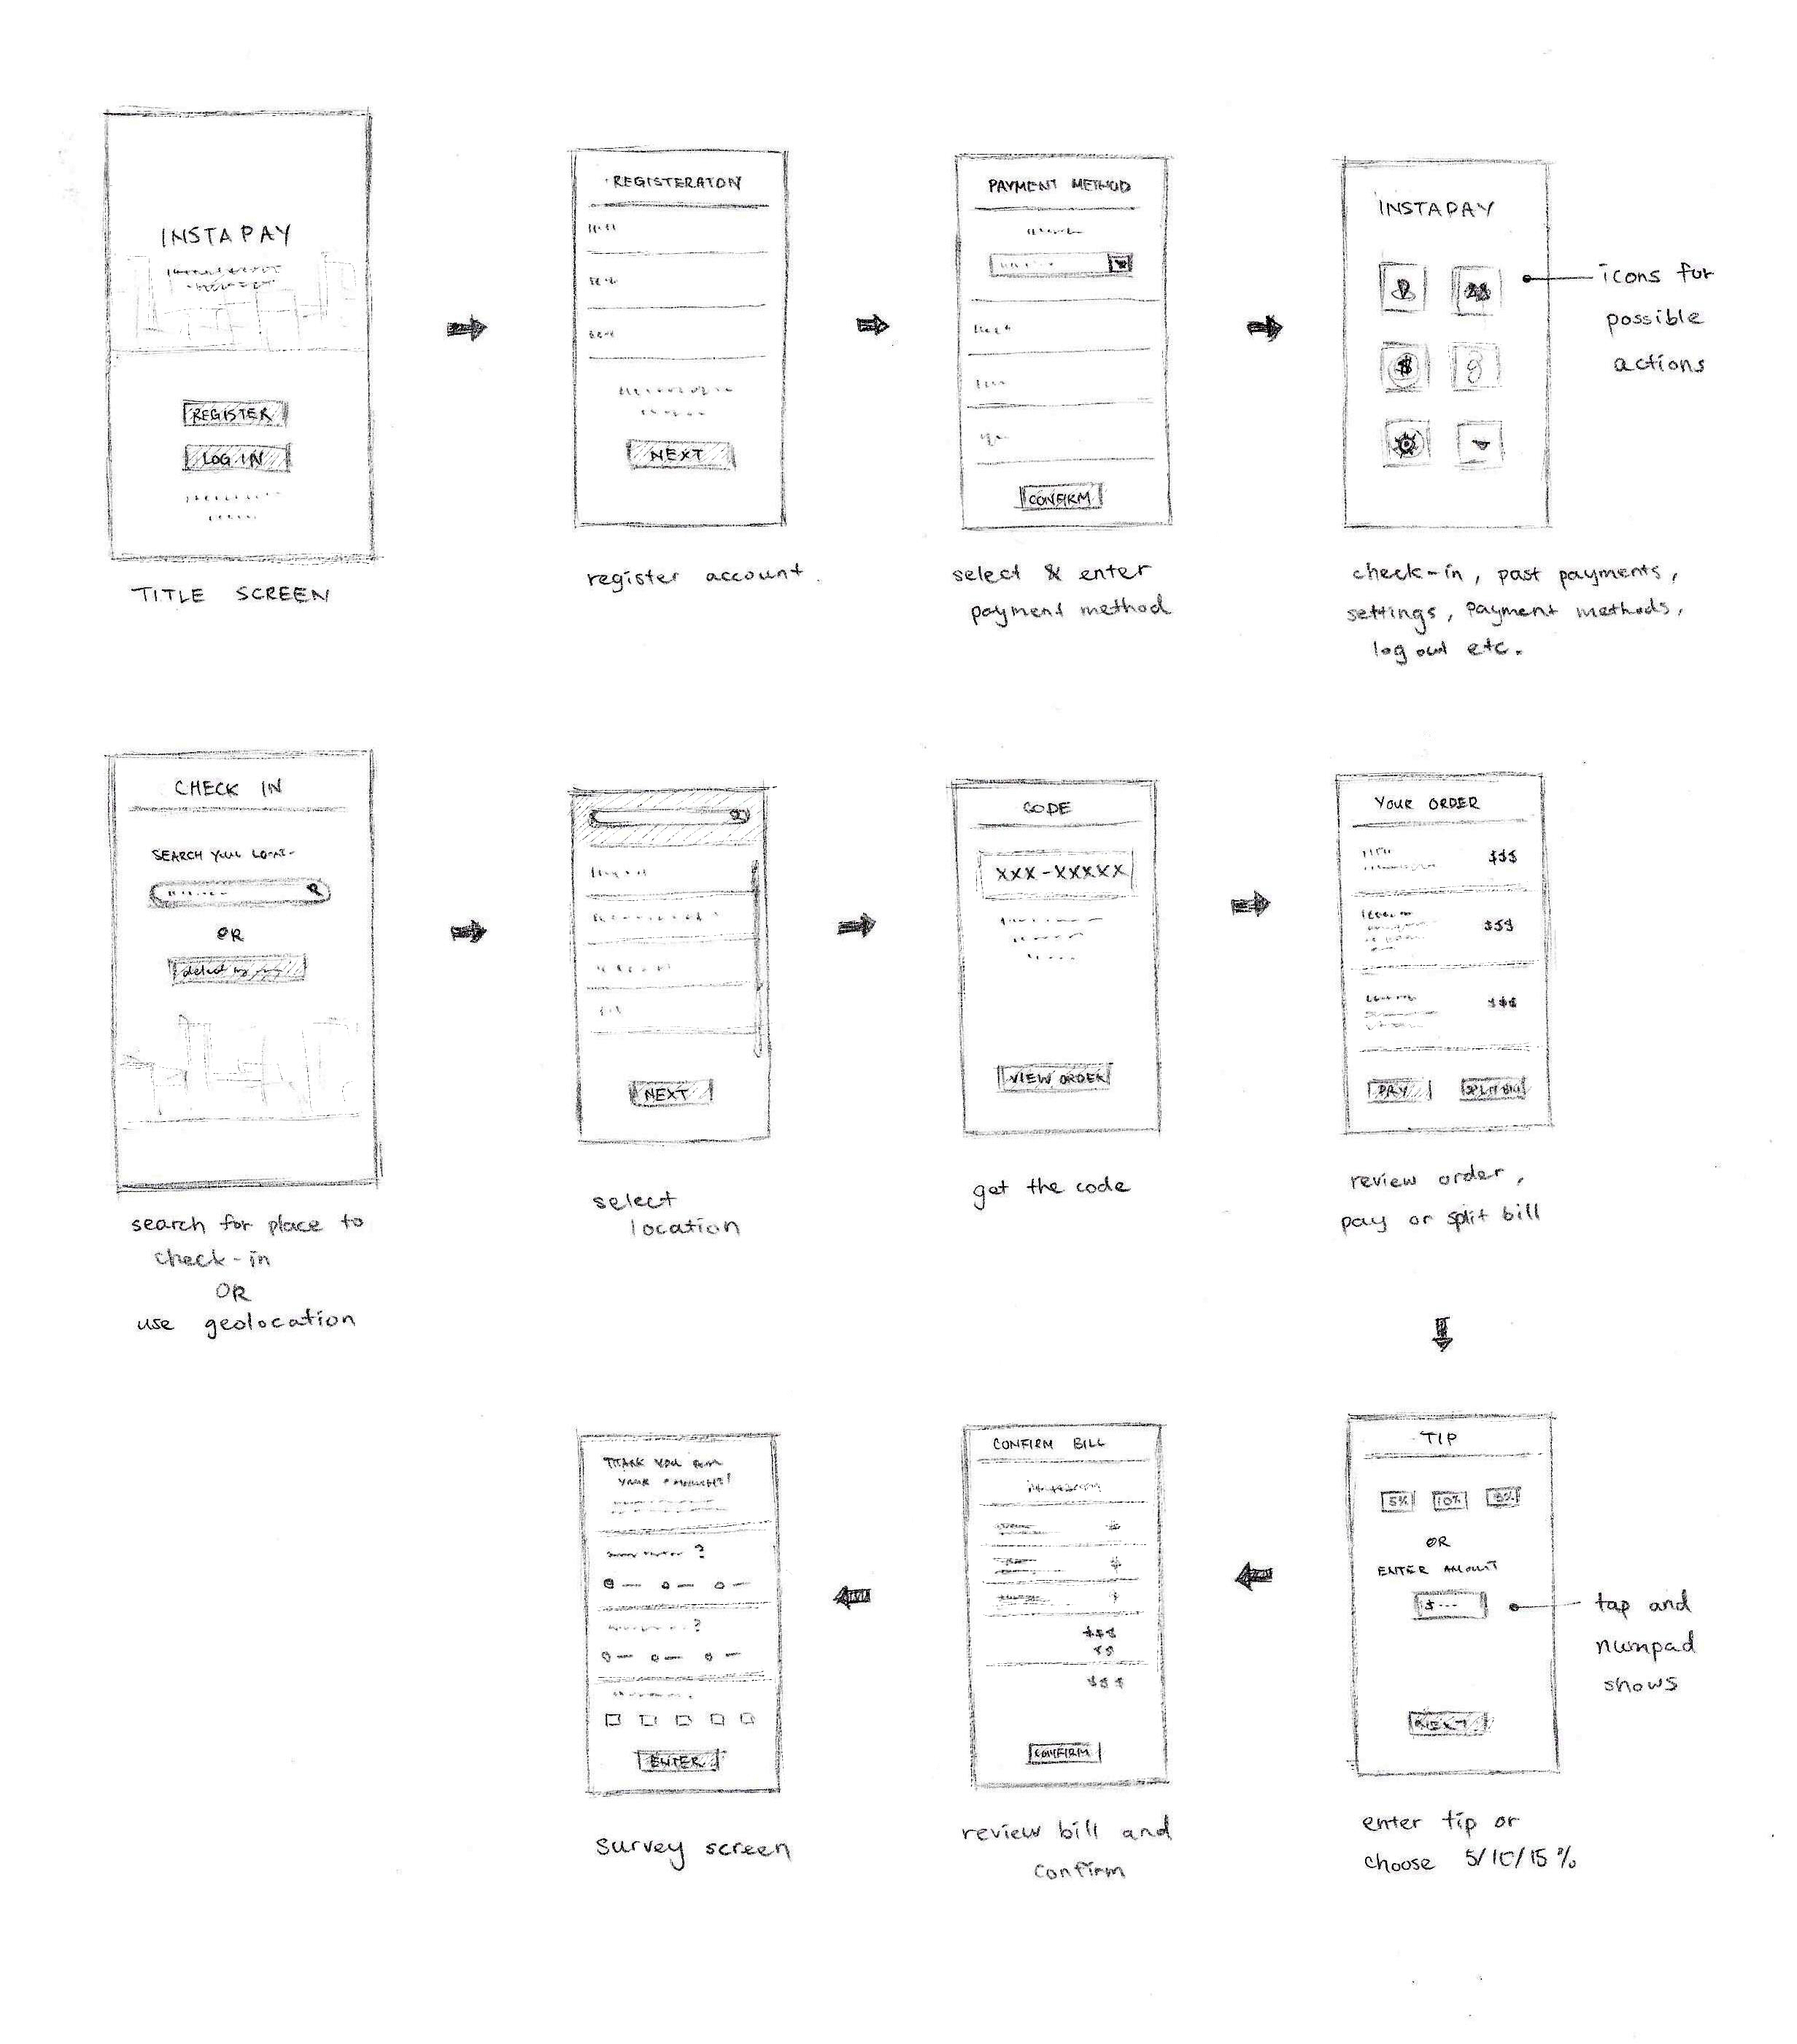 INSTAPAY
REGISTER
LOG IN
TITLE SCREEN
REGISTERATON
NEXT
register account.
PAYMENT METHOD
CONFIRM
select & enter
payment method
INSTAPAY
$
icons for
possible
actions
check-in, past payments,
settings, payment methods,
log out etc.
CHECK IN
SEARCH YOUR
OR
search for place to
check-in
OR
use geolocation
NEXT
select
location
CODE
XXX-XXXXX
VIEW ORDER
get the code
YOUR ORDER
$$$
$$$
$$$
PAY SPLIT BILL
review order,
pay or split bill
TIP
5% 10% 15%
OR
ENTER AMOUNT
$---
NEXT
tap and
numpad
shows
enter tip or
choose 5/10/15%
CONFIRM BILL
$
$
$
$$$
$$
$$$
CONFIRM
review bill and
confirm
THANK YOU FOR
YOUR
?
?
ENTER
survey screen